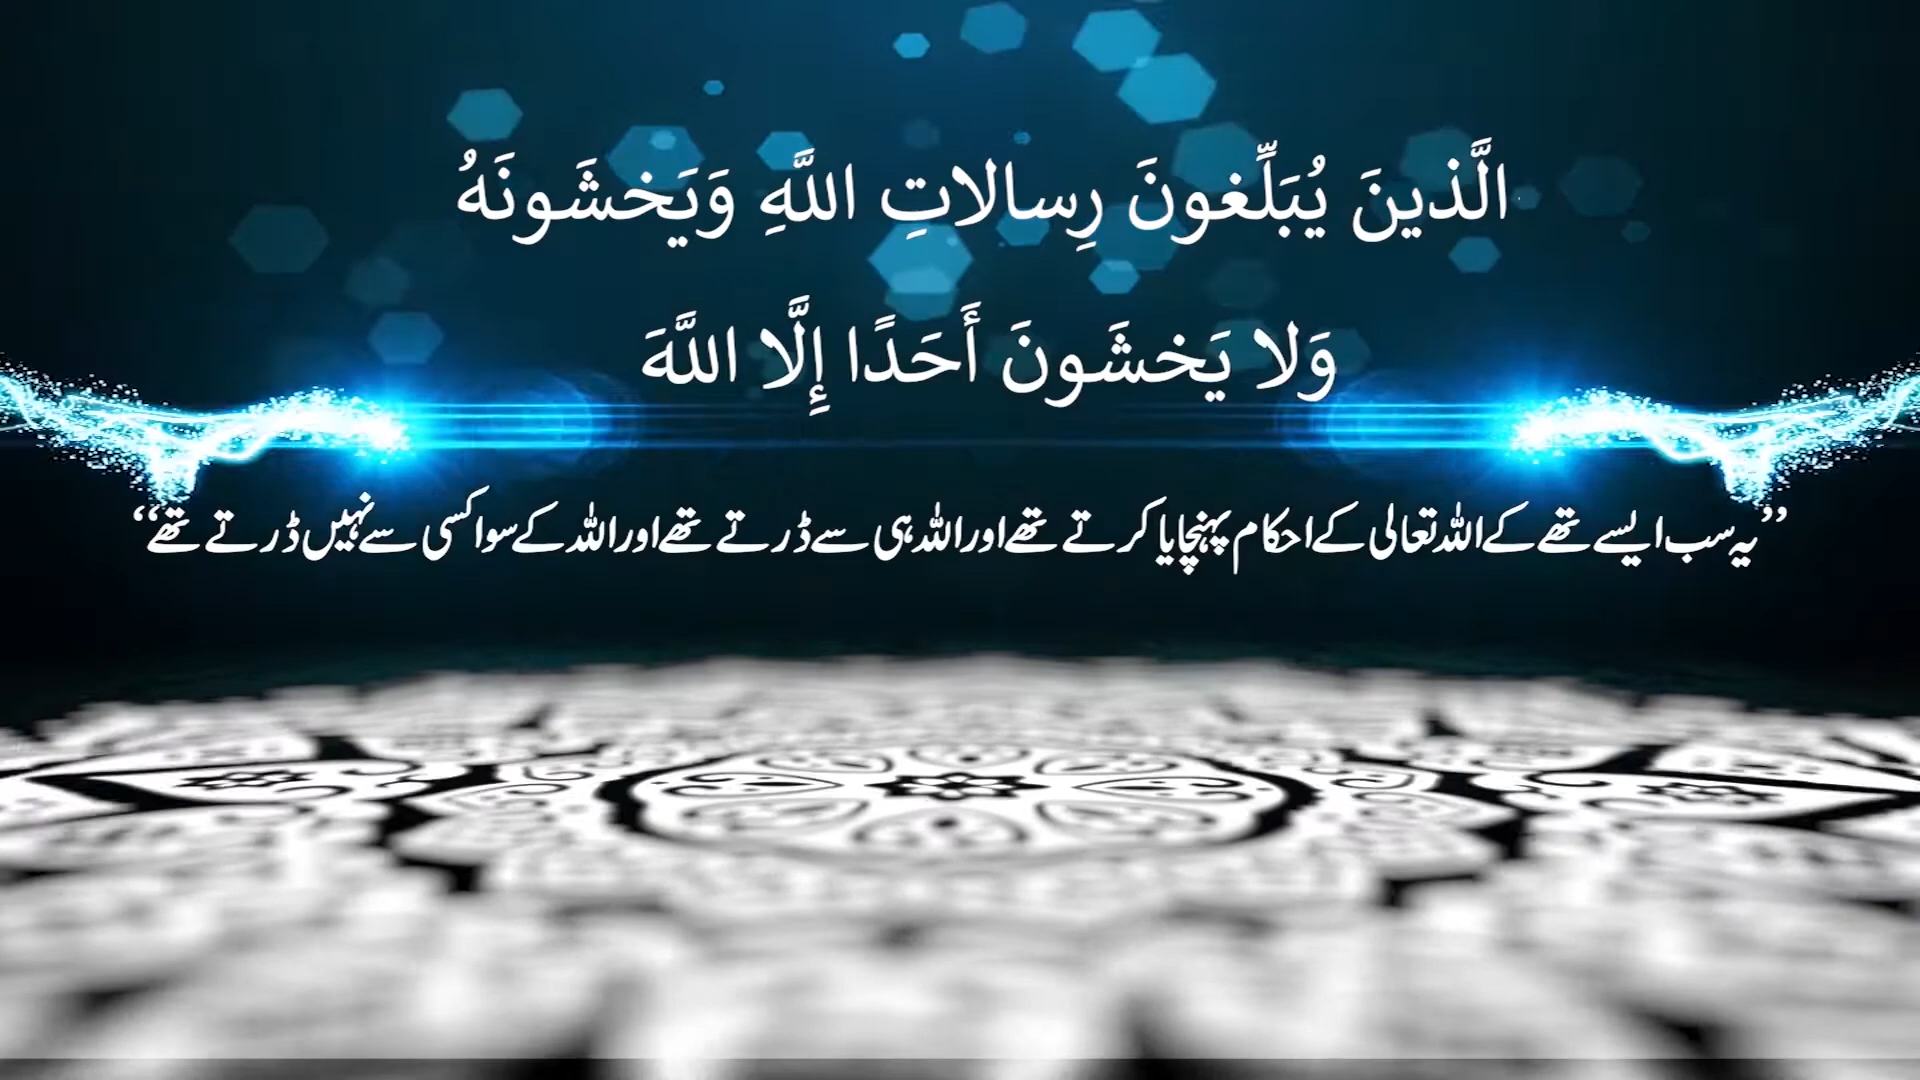 الَّذينَ يُبَلِّغونَ رِسالاتِ اللَّهِ وَيَخشَونَهُ
وَلا يَخشَونَ أَحَدًا إِلَّا اللَّهَ
”یہ سب ایسے تھے کے اللہ تعالی کے احکام پہنچایا کرتے تھے اور اللہ ہی سے ڈرتے تھے اور اللہ کے سوا کسی سے نہیں ڈرتے تھے“